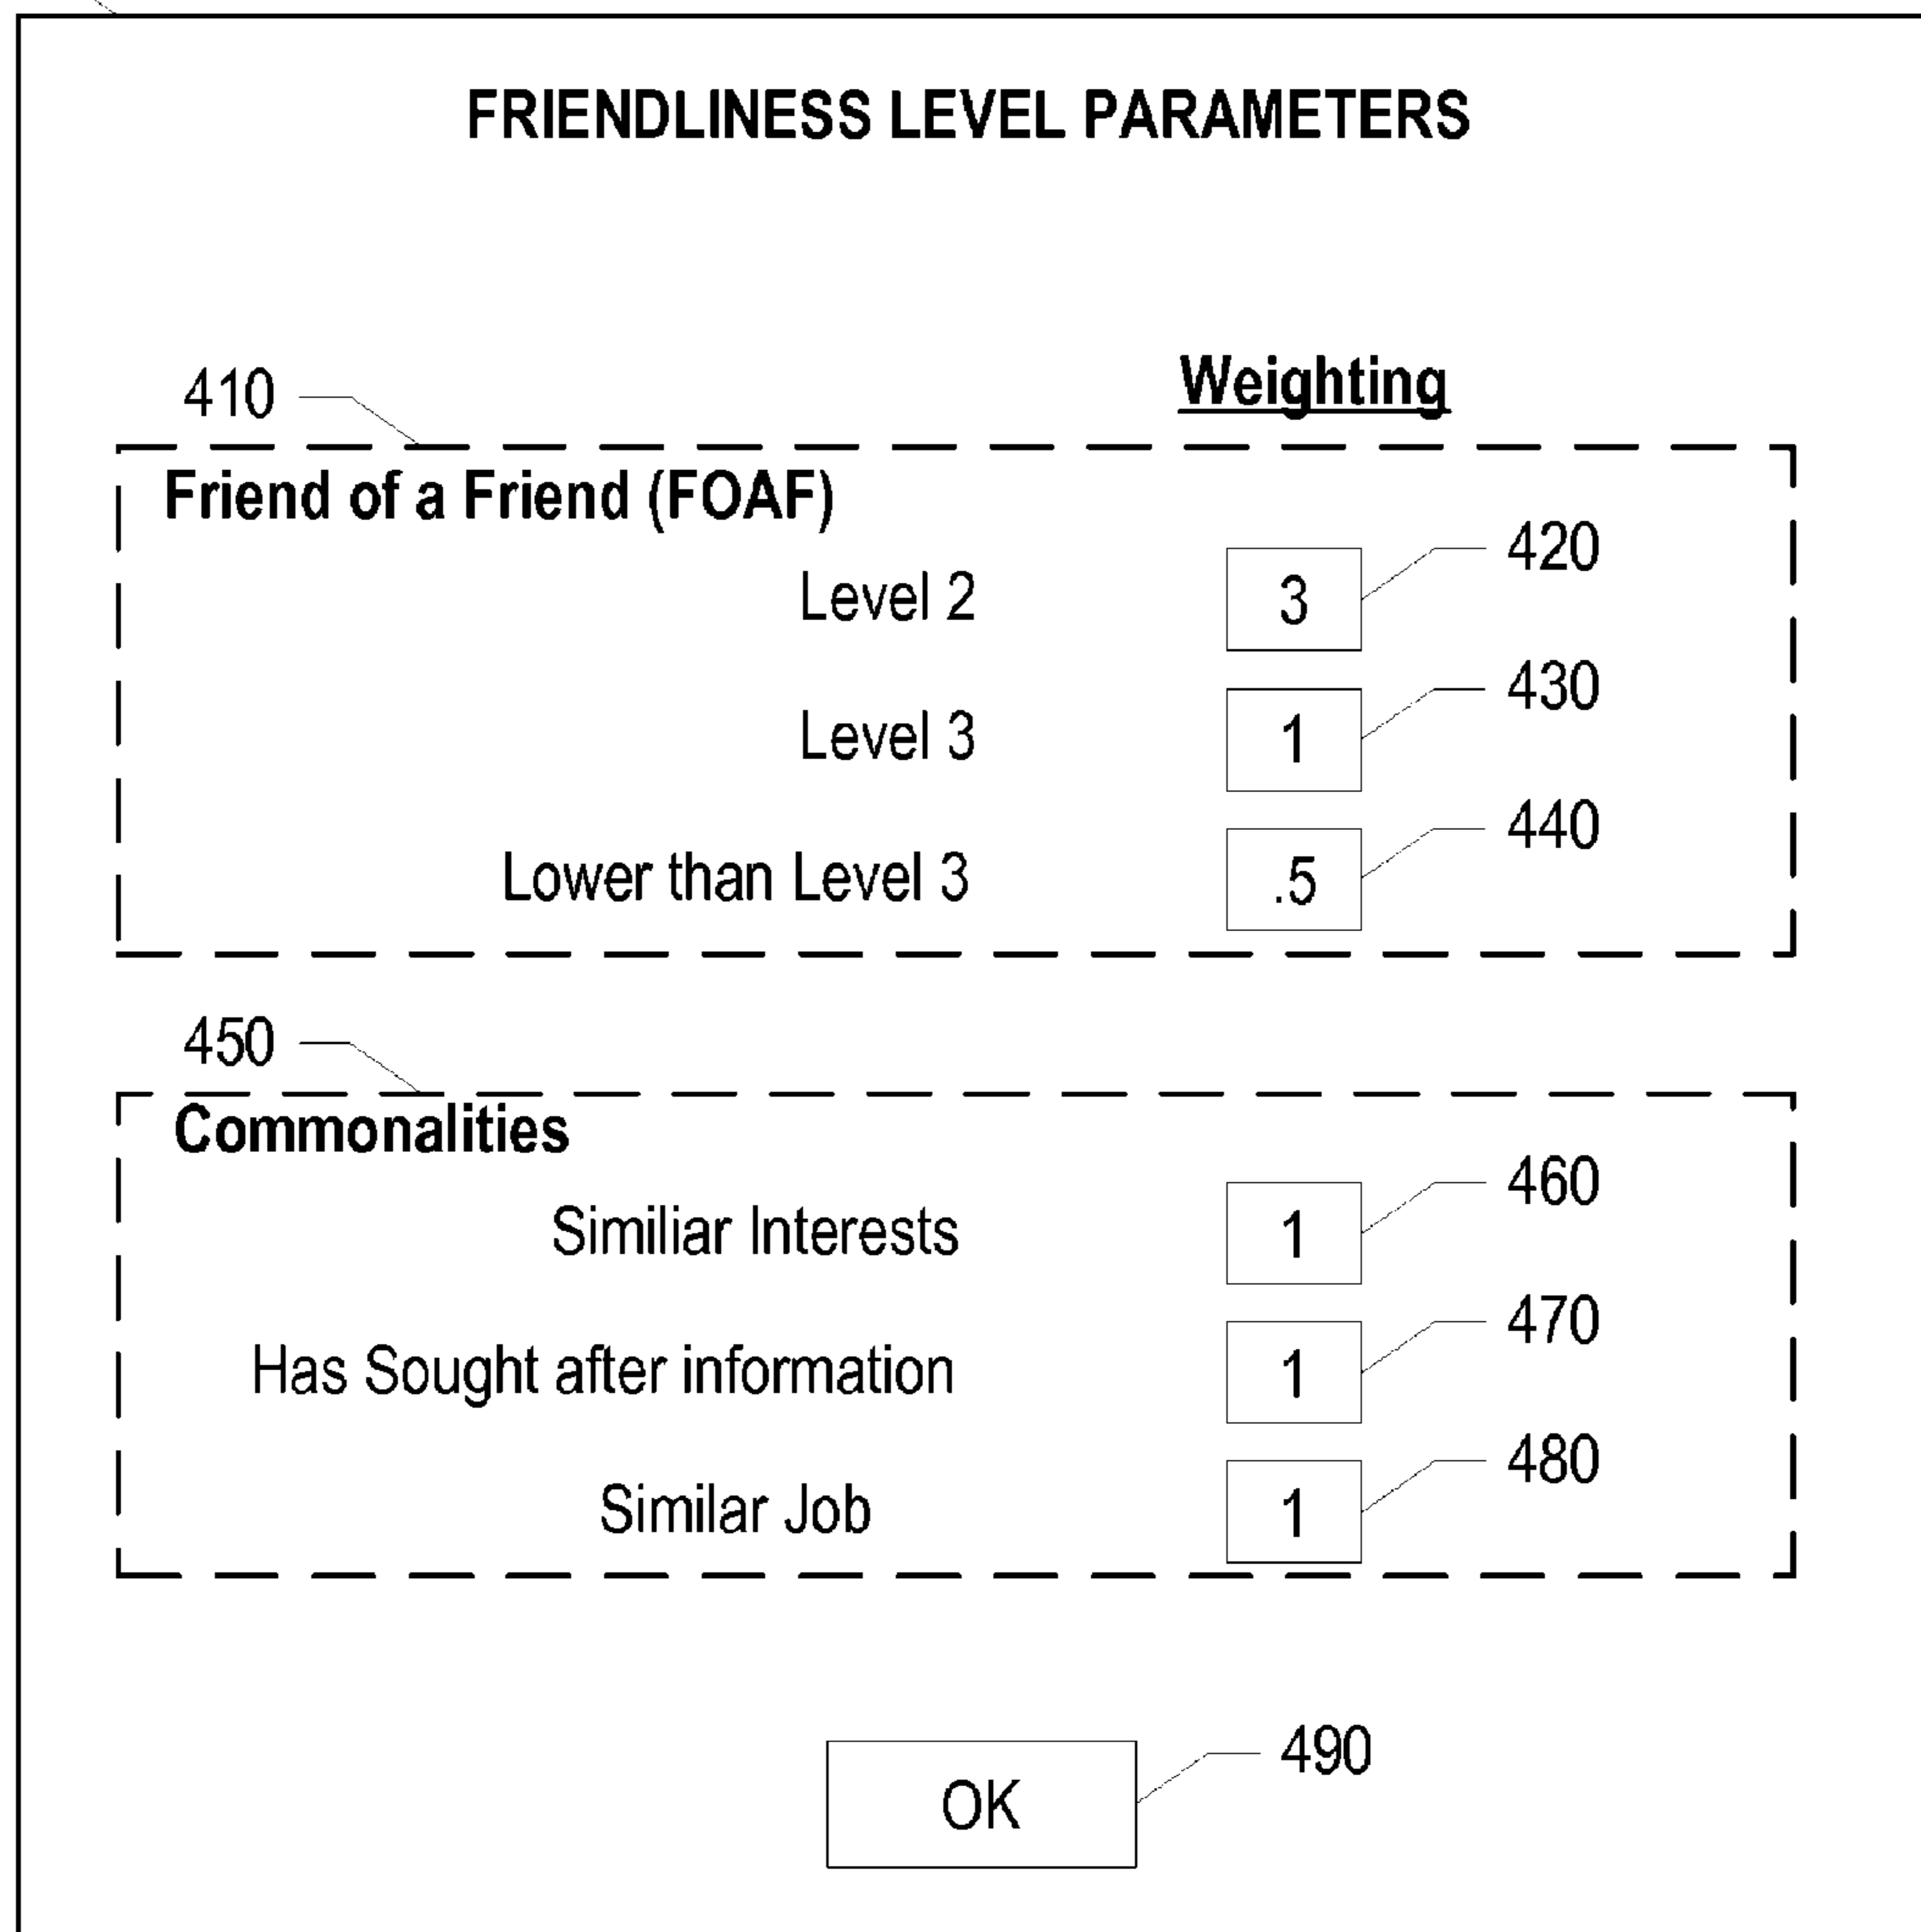 FRIENDLINESS LEVEL PARAMETERS
410
Weighting
Friend of a Friend (FOAF)
420
Level 2 3
430
Level 3 1
440
Lower than Level 3 .5
450
Commonalities
460
Similiar Interests 1
470
Has Sought after information 1
480
Similar Job 1
490
OK